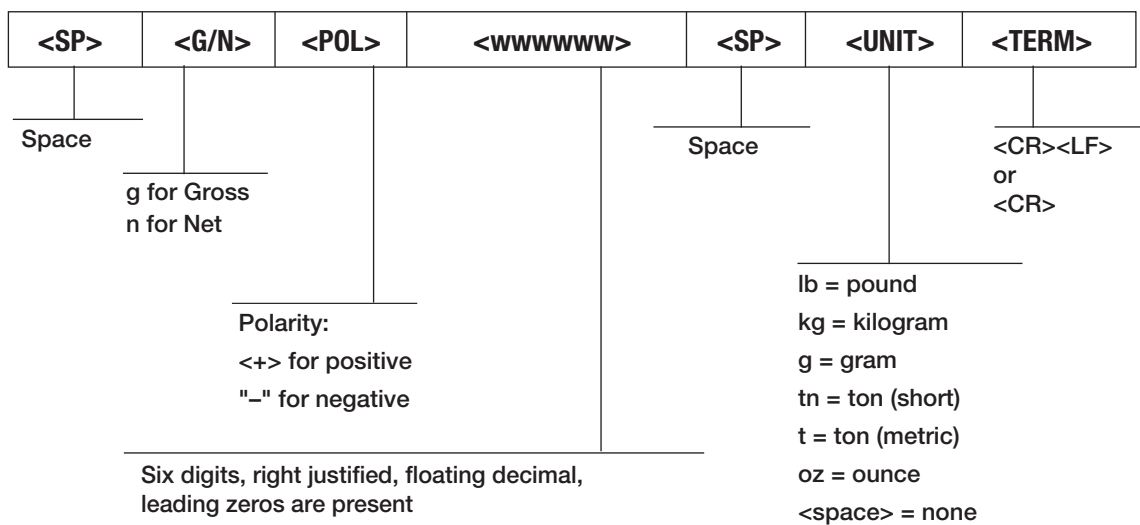 <SP> <G/N> <POL> <wwwwww> <SP> <UNIT> <TERM>
Space
g for Gross
n for Net
Polarity:
<+> for positive
"–" for negative
Six digits, right justified, floating decimal,
leading zeros are present
Space
lb = pound
kg = kilogram
g = gram
tn = ton (short)
t = ton (metric)
oz = ounce
<space> = none
<CR><LF>
or
<CR>